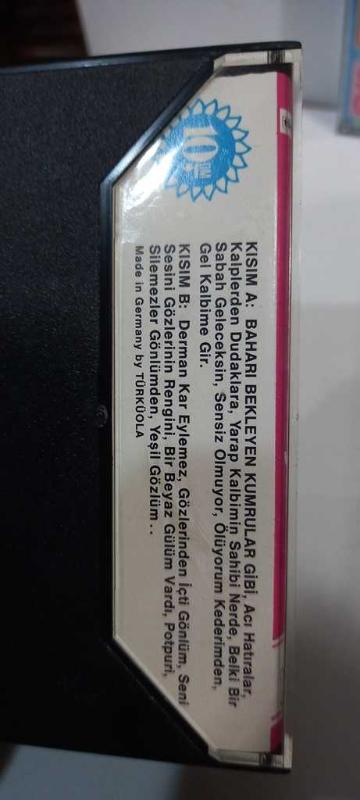 10. YIL
KISIM A: BAHARI BEKLEYEN KUMRULAR GİBİ, Acı Hatıralar,
Kalplerden Dudaklara, Yarap Kalbimin Sahibi Nerde, Belki Bir
Sabah Geleceksin, Sensiz Olmuyor, Ölüyorum Kederimden,
Gel Kalbime Gir.
KISIM B: Derman Kar Eylemez, Gözlerinden İçti Gönlüm, Seni
Sesini Gözlerinin Rengini, Bir Beyaz Gülüm Vardı, Potpuri,
Silemezler Gönlümden, Yeşil Gözlüm..
Made in Germany by TÜRKÜOLA